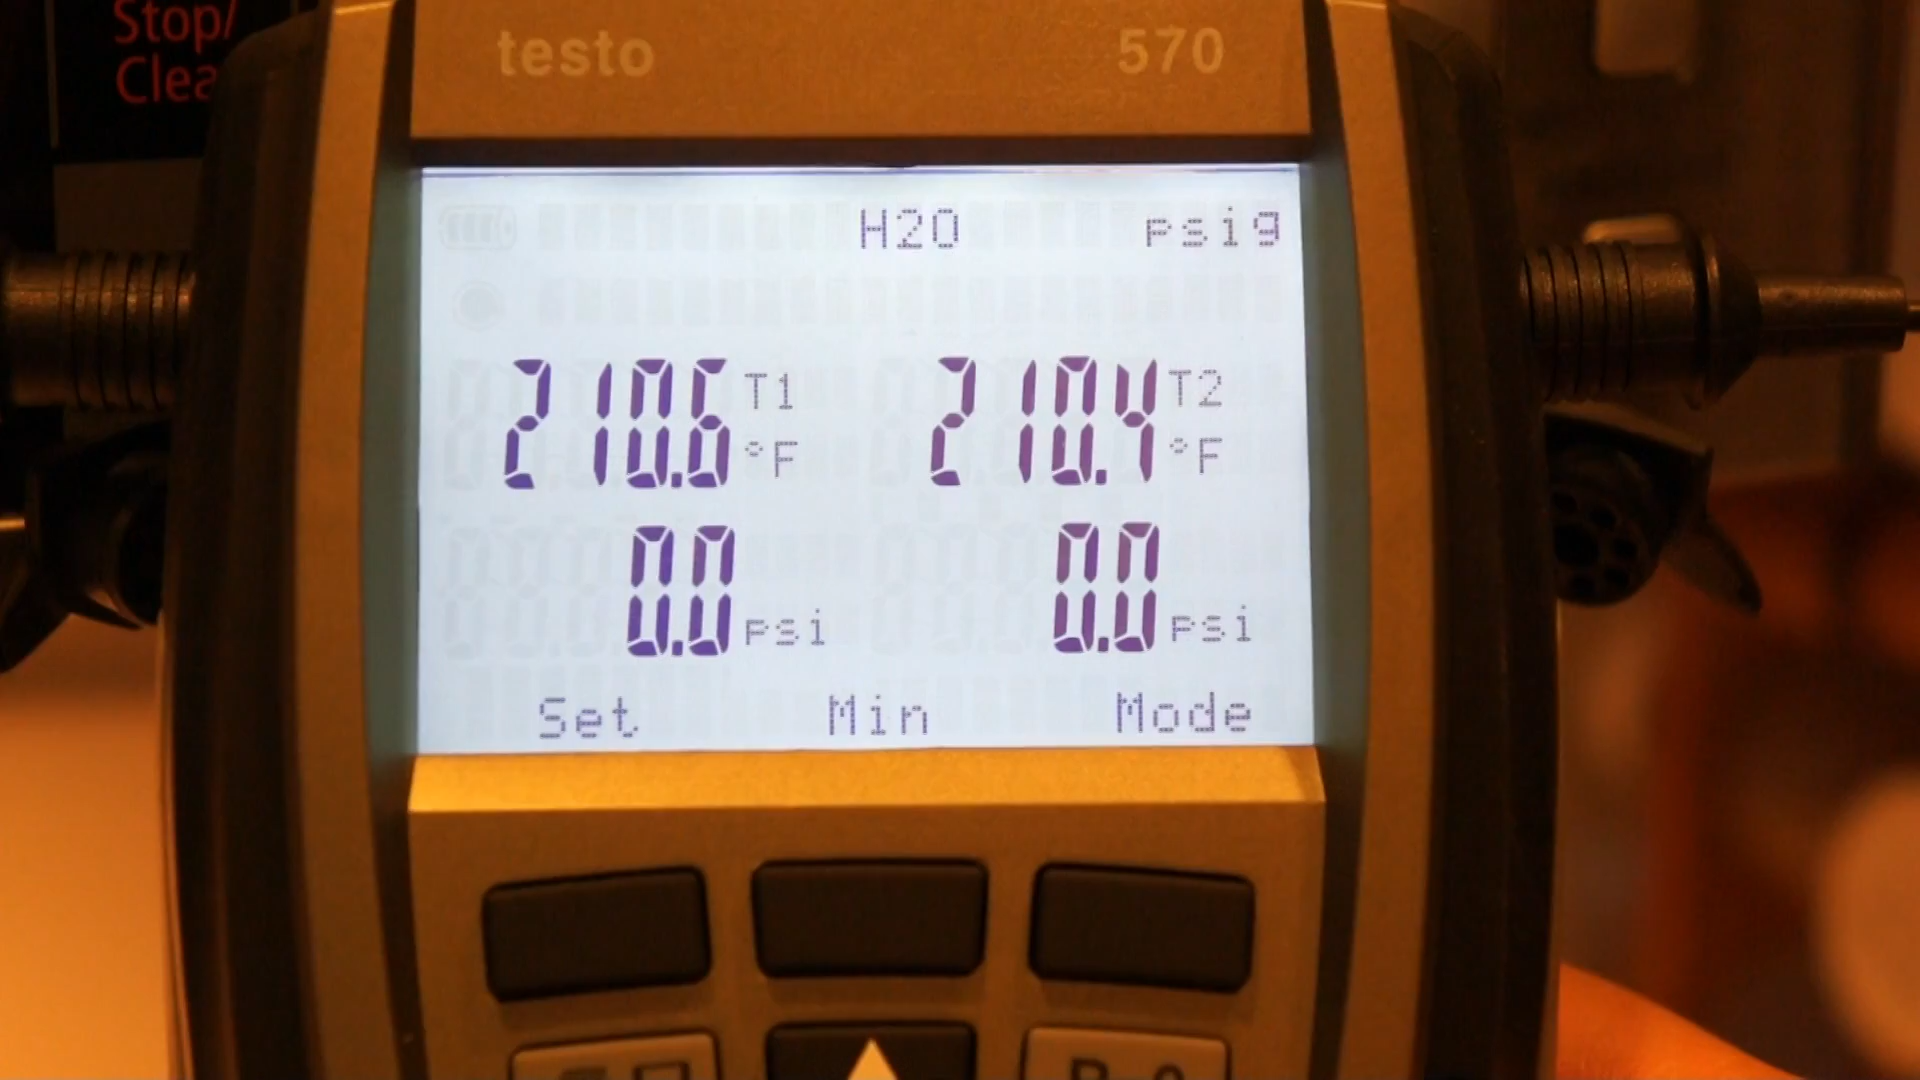 Stop/
Clea
testo 570
H2O psig
210.6 T1 °F 210.4 T2 °F
0.0 psi 0.0 psi
Set Min Mode